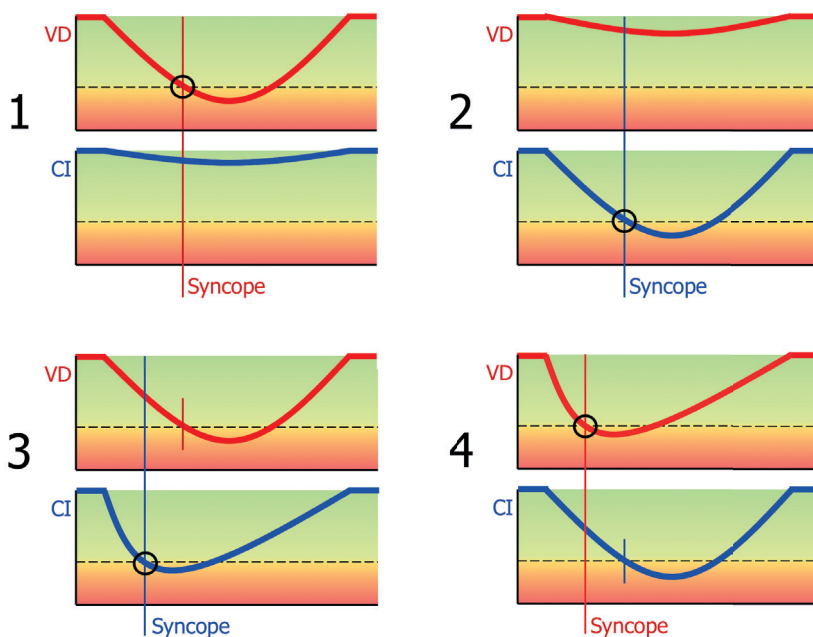 VD
1
CI
Syncope
VD
2
CI
Syncope
VD
3
CI
Syncope
VD
4
CI
Syncope